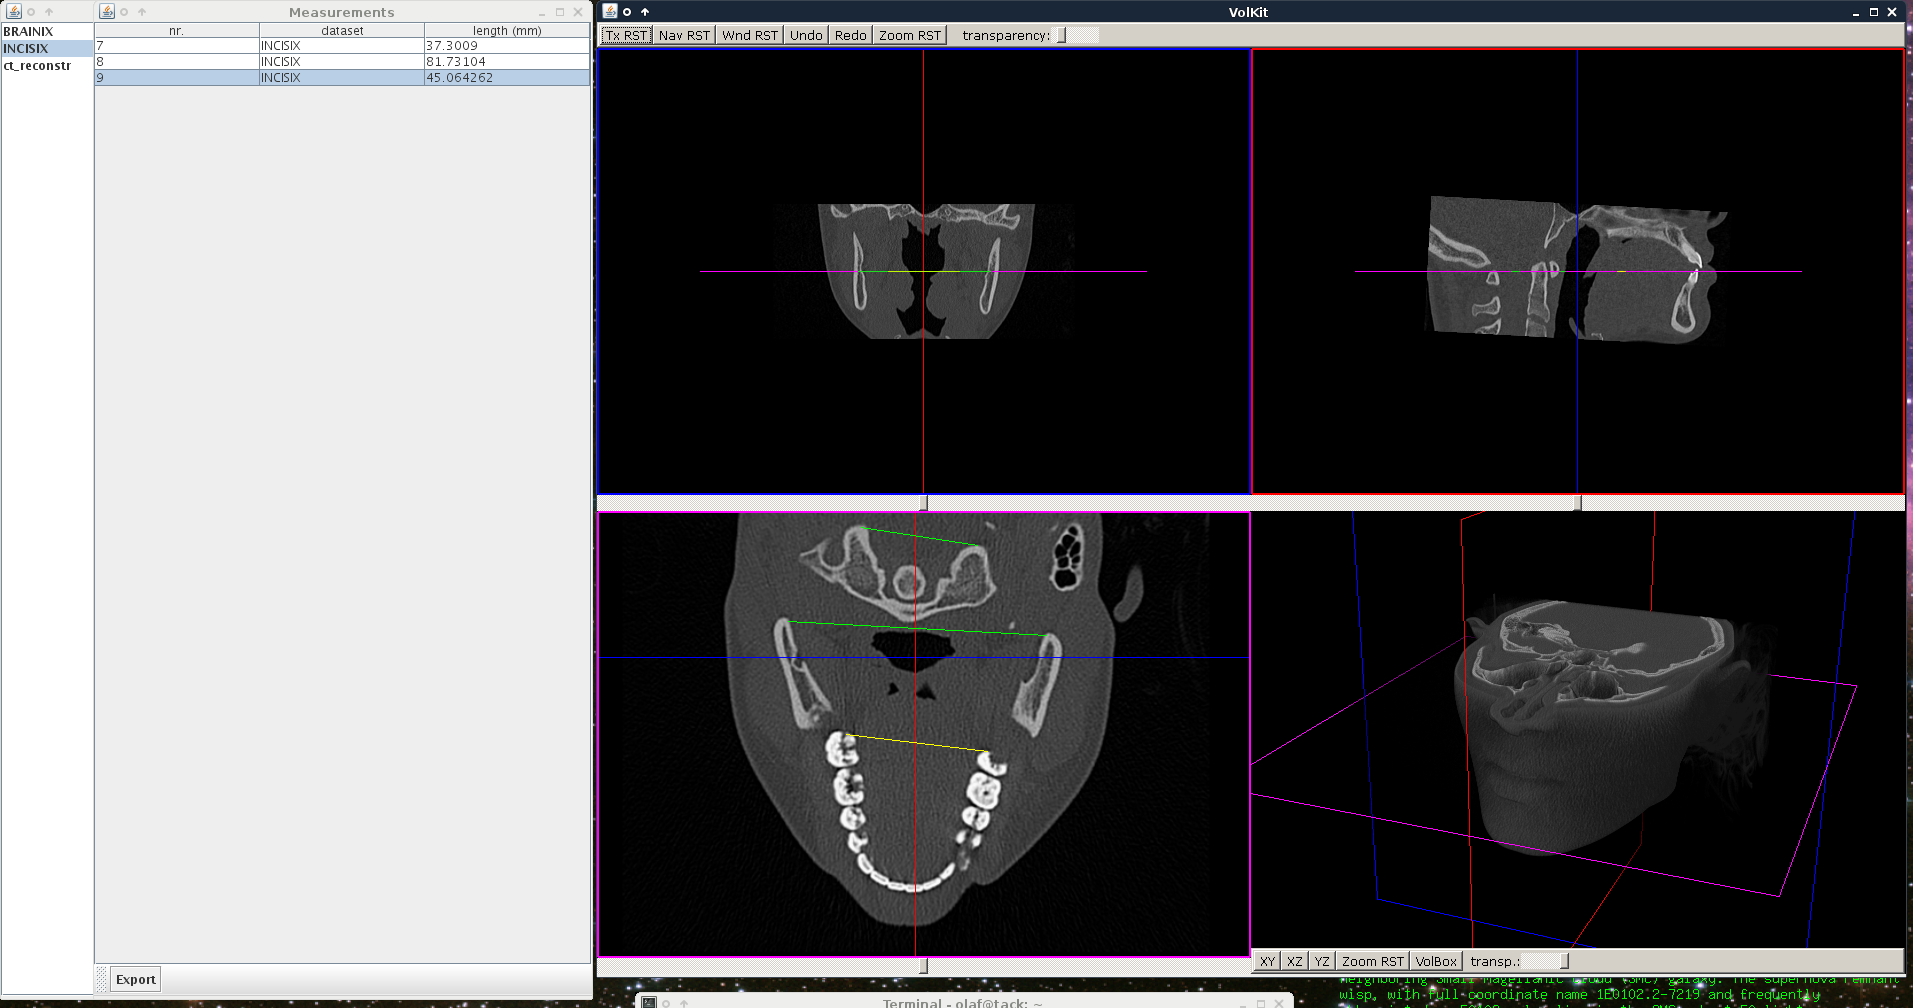 Measurements
BRAINIX
INCISIX
ct_reconstr
nr. dataset length (mm)
7 INCISIX 37.3009
8 INCISIX 81.73104
9 INCISIX 45.064262
Export
VolKit
Tx RST Nav RST Wnd RST Undo Redo Zoom RST transparency:
XY XZ YZ Zoom RST VolBox transp.:
neighboring Small Magellanic Cloud (SMC) galaxy. The supernova remnant
wisp, with full coordinate name 1E0102.2-7219 and frequently
Terminal - olaf@tack: ~